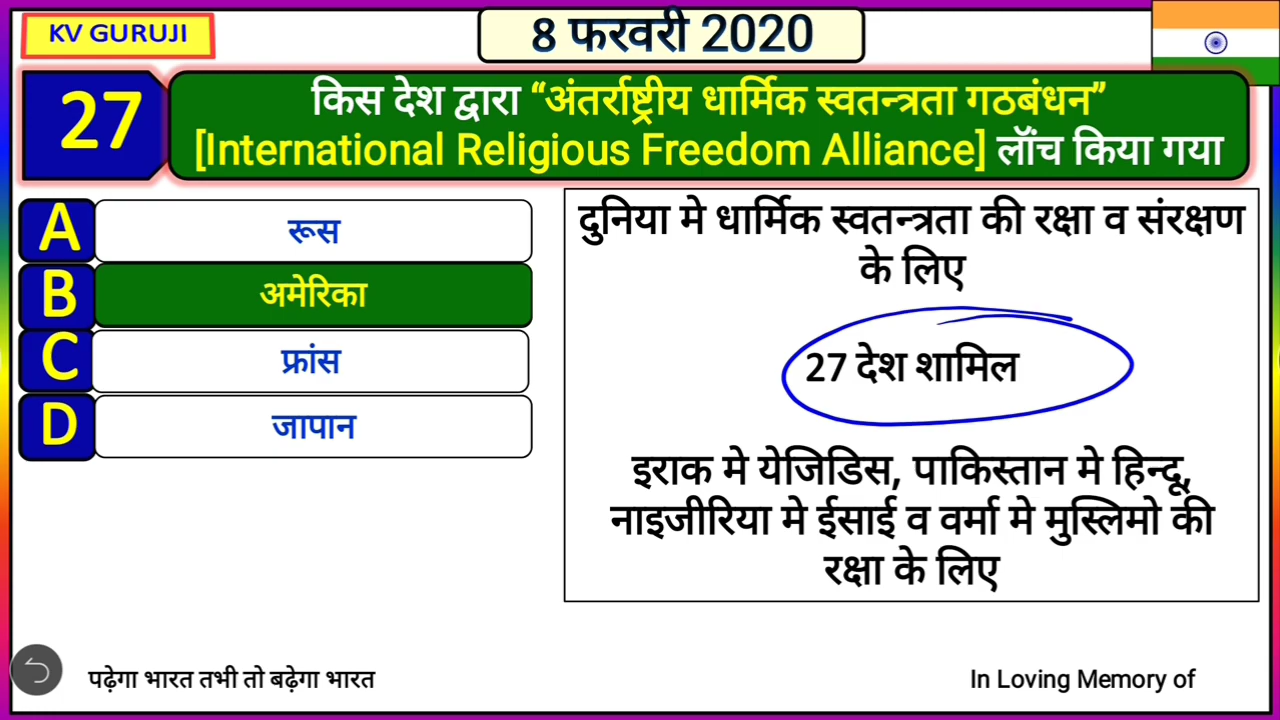 KV GURUJI
8 फरवरी 2020
27
किस देश द्वारा “अंतर्राष्ट्रीय धार्मिक स्वतन्त्रता गठबंधन”
[International Religious Freedom Alliance] लॉंच किया गया
A रूस
B अमेरिका
C फ्रांस
D जापान
दुनिया मे धार्मिक स्वतन्त्रता की रक्षा व संरक्षण
के लिए
27 देश शामिल
इराक मे येजिडिस, पाकिस्तान मे हिन्दू,
नाइजीरिया मे ईसाई व वर्मा मे मुस्लिमो की
रक्षा के लिए
पढ़ेगा भारत तभी तो बढ़ेगा भारत
In Loving Memory of